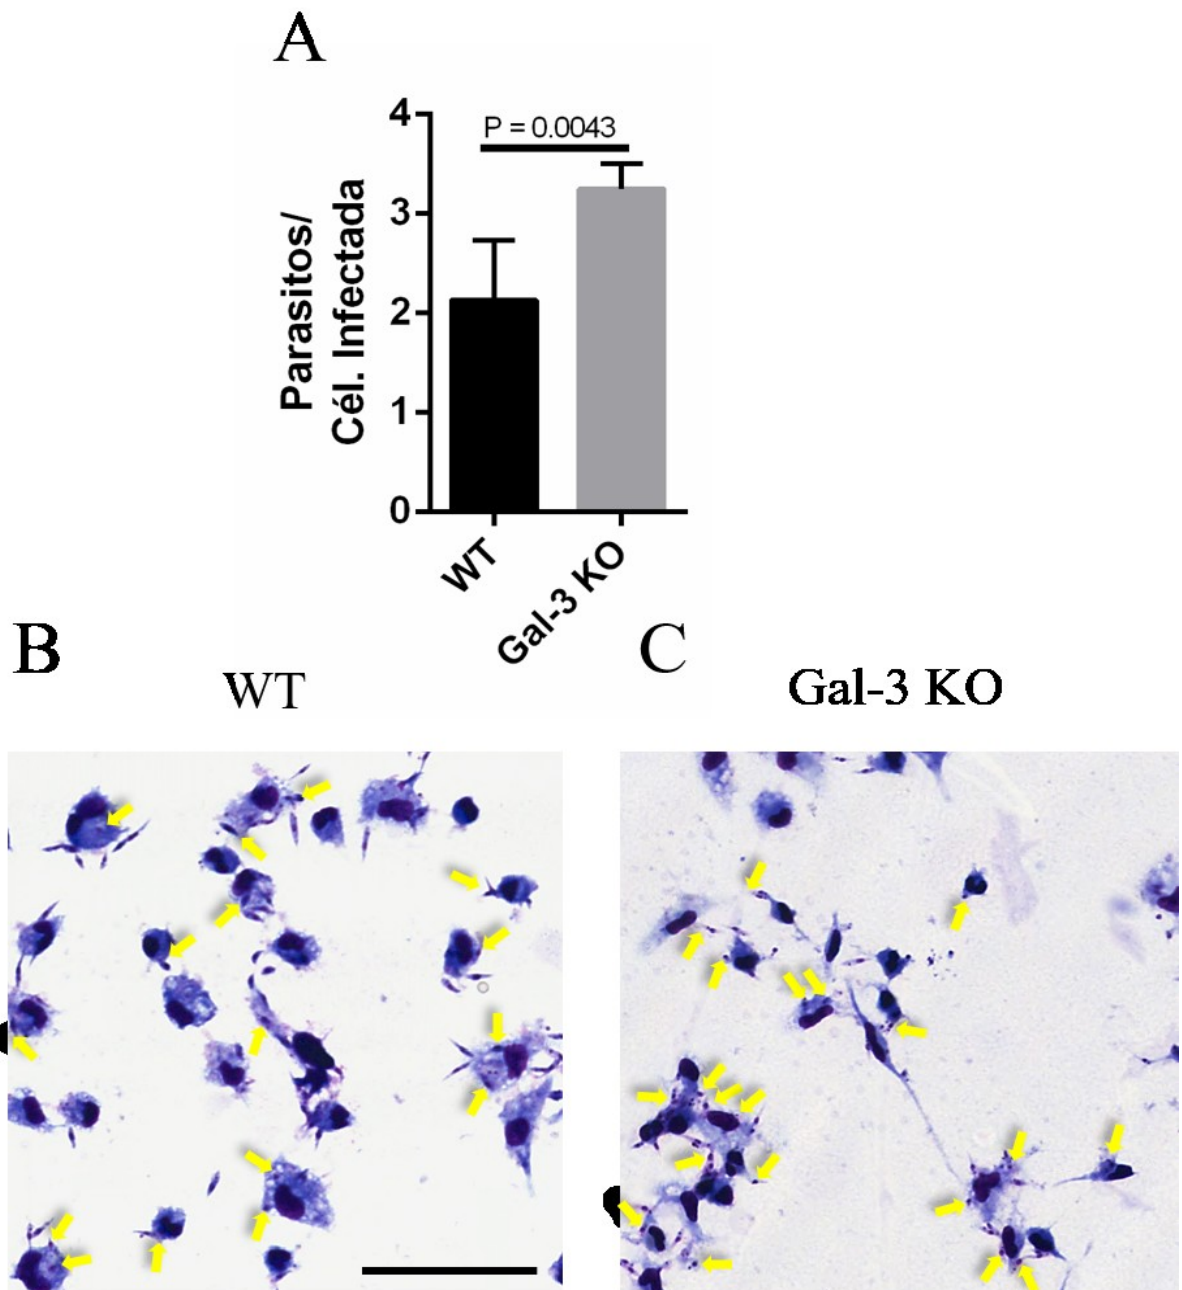 A
4
P = 0.0043
3
2
1
0
Parasitos/
Cél. Infectada
WT
Gal-3 KO
B
WT
C
Gal-3 KO